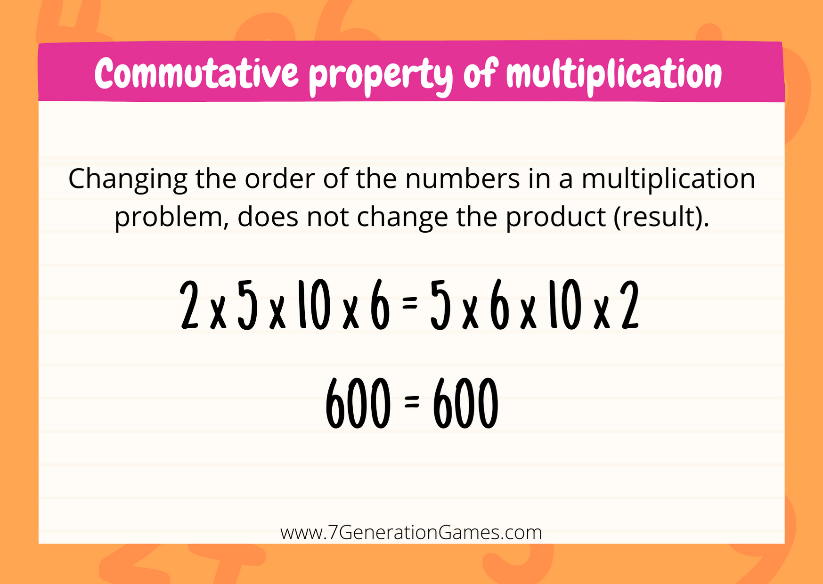 Commutative property of multiplication
Changing the order of the numbers in a multiplication
problem, does not change the product (result).
2 x 5 x 10 x 6 = 5 x 6 x 10 x 2
600 = 600
www.7GenerationGames.com